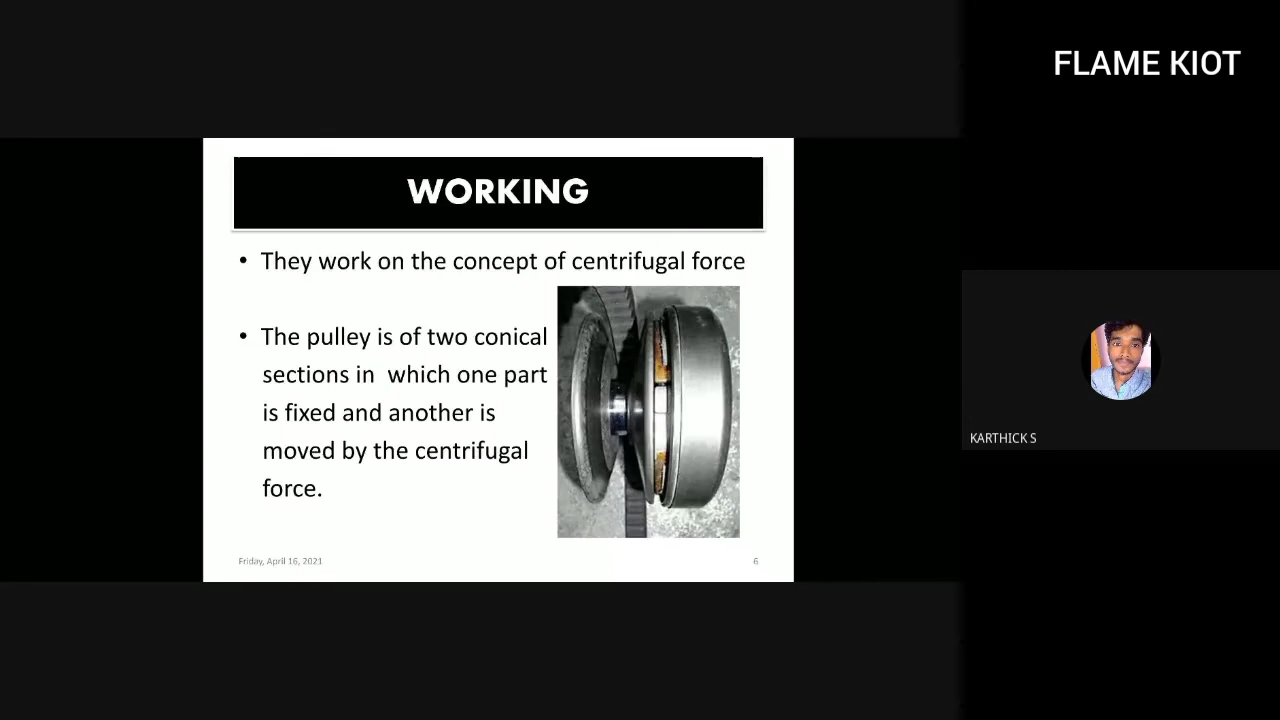 FLAME KIOT
WORKING
• They work on the concept of centrifugal force
• The pulley is of two conical
sections in which one part
is fixed and another is
moved by the centrifugal
force.
Friday, April 16, 2021
6
KARTHICK S